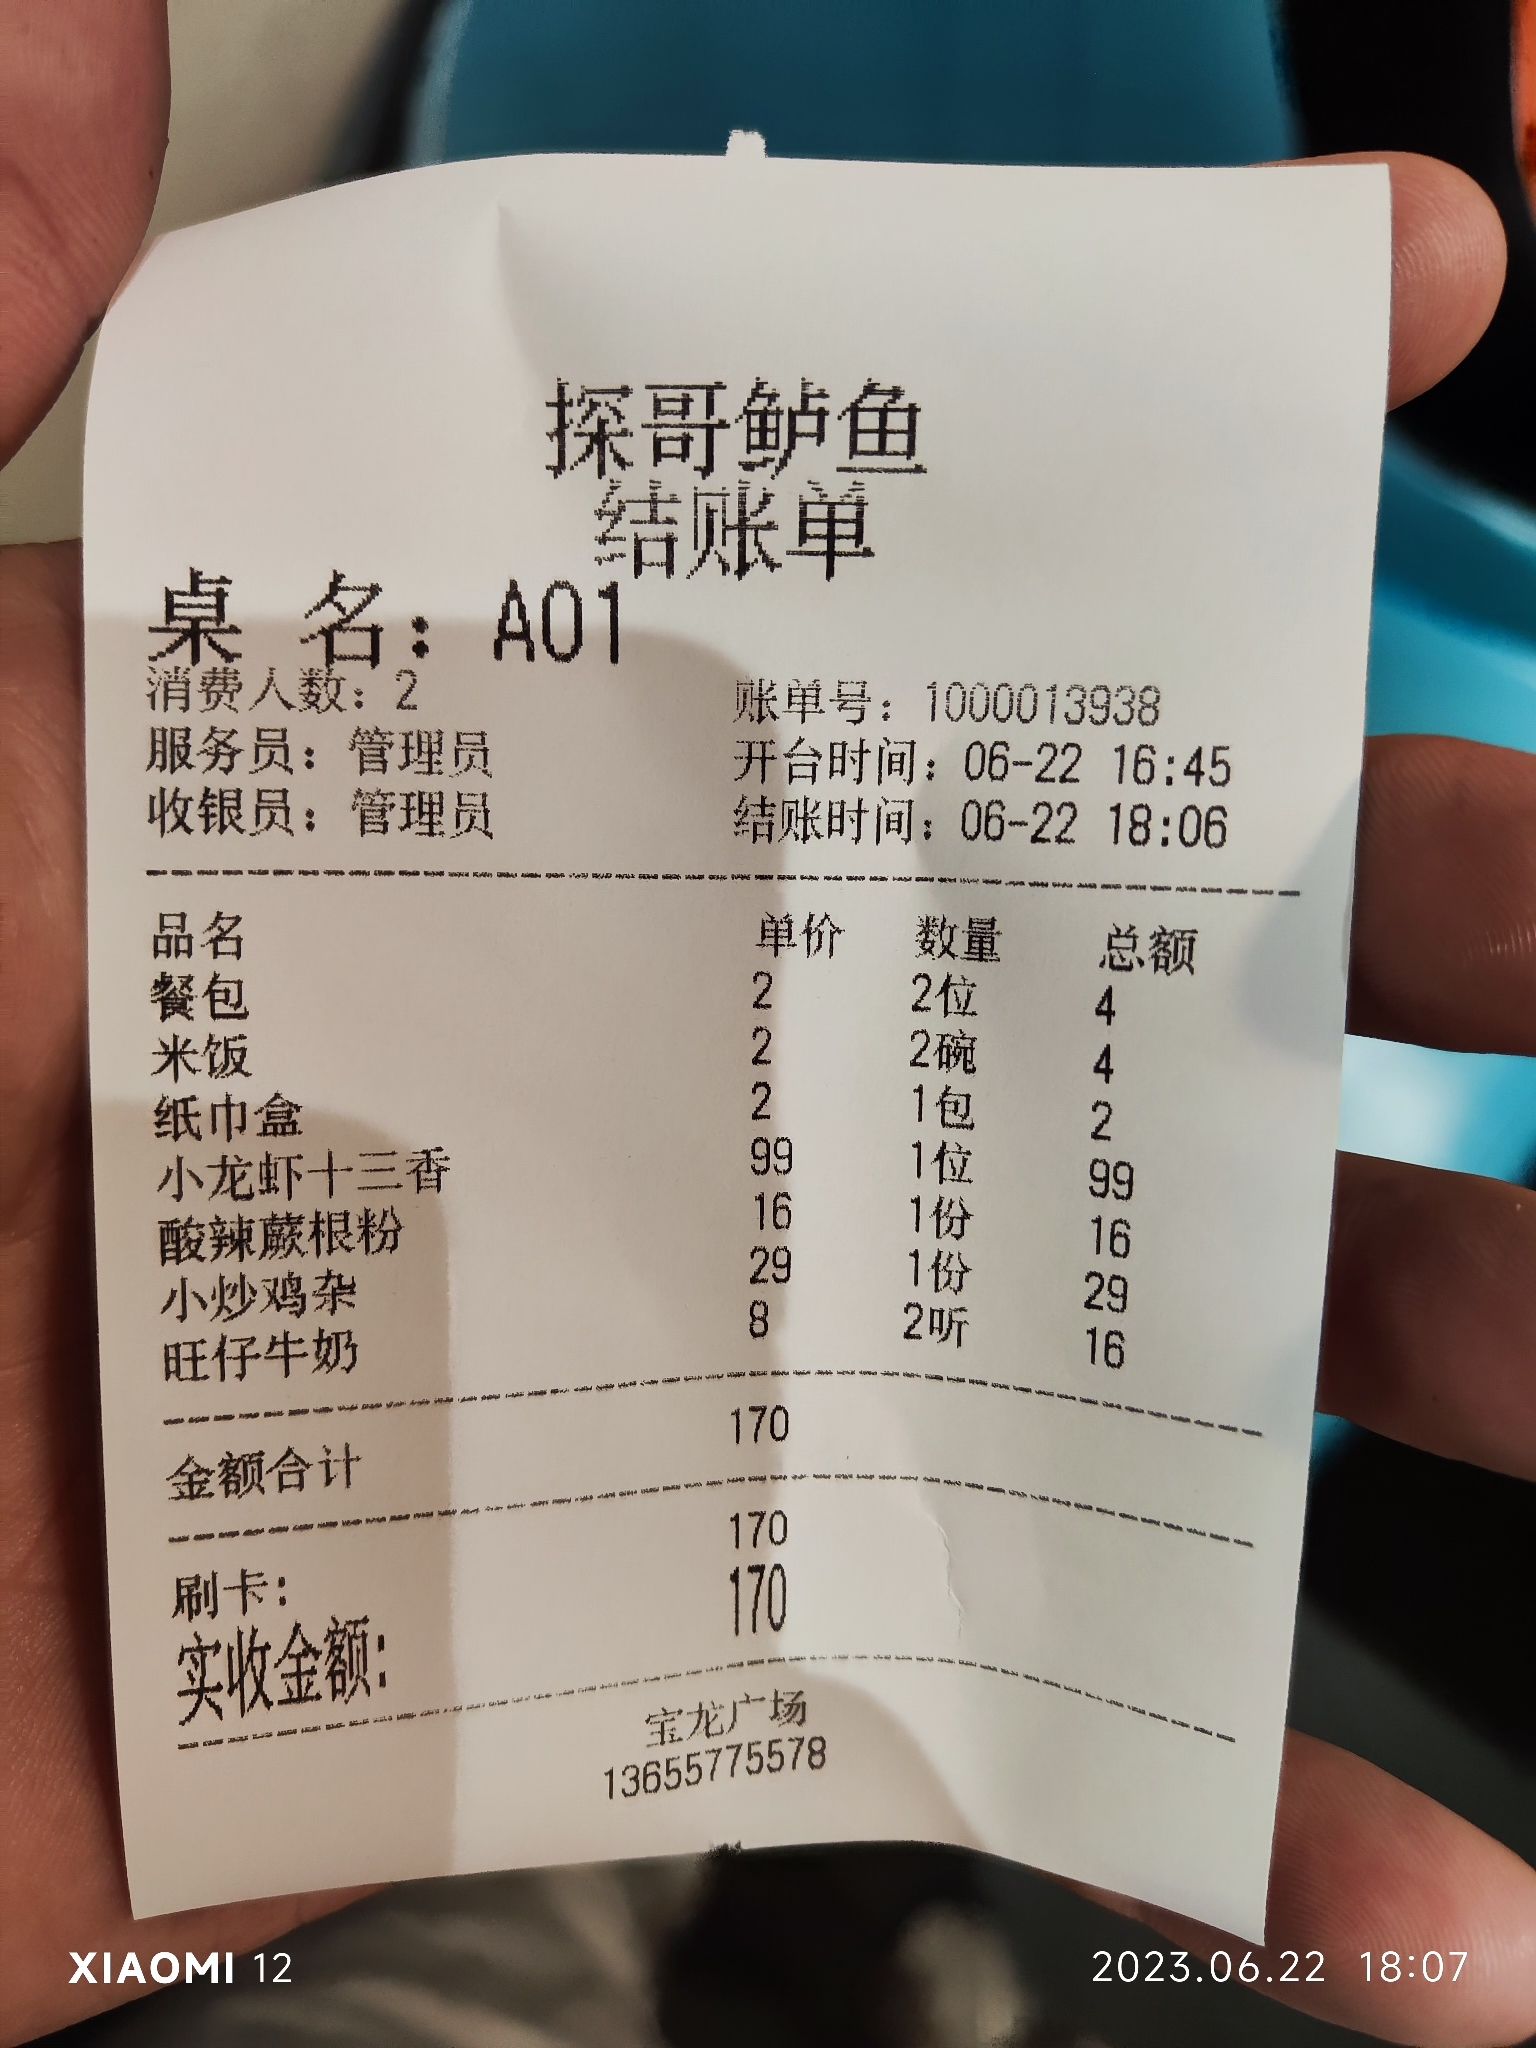 探哥鲈鱼
结账单
桌 名：A01
消费人数：2 账单号：1000013938
服务员：管理员 开台时间：06-22 16:45
收银员：管理员 结账时间：06-22 18:06
品名 单价 数量 总额
餐包 2 2位 4
米饭 2 2碗 4
纸巾盒 2 1包 2
小龙虾十三香 99 1位 99
酸辣蕨根粉 16 1份 16
小炒鸡杂 29 1份 29
旺仔牛奶 8 2听 16
金额合计 170
刷卡： 170
实收金额： 170
宝龙广场
13655775578
XIAOMI 12 2023.06.22 18:07